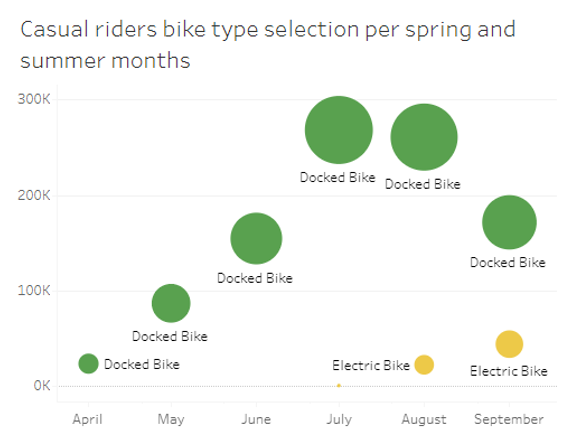 Casual riders bike type selection per spring and
summer months
300K
Docked Bike
Docked Bike
200K
Docked Bike
Docked Bike
100K
Docked Bike
Docked Bike
Electric Bike
Electric Bike
0K
April May June July August September